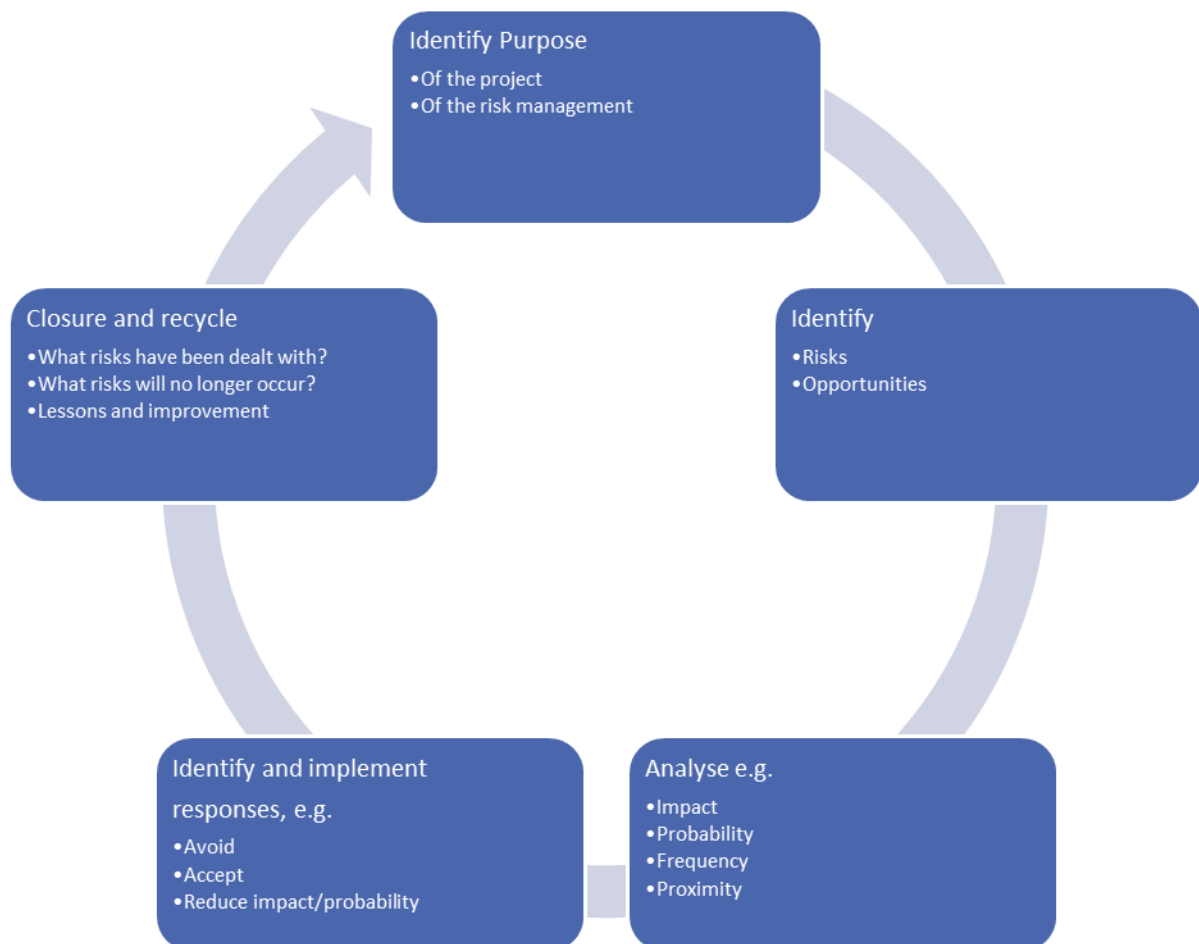 Identify Purpose
•Of the project
•Of the risk management
Identify
•Risks
•Opportunities
Analyse e.g.
•Impact
•Probability
•Frequency
•Proximity
Identify and implement
responses, e.g.
•Avoid
•Accept
•Reduce impact/probability
Closure and recycle
•What risks have been dealt with?
•What risks will no longer occur?
•Lessons and improvement